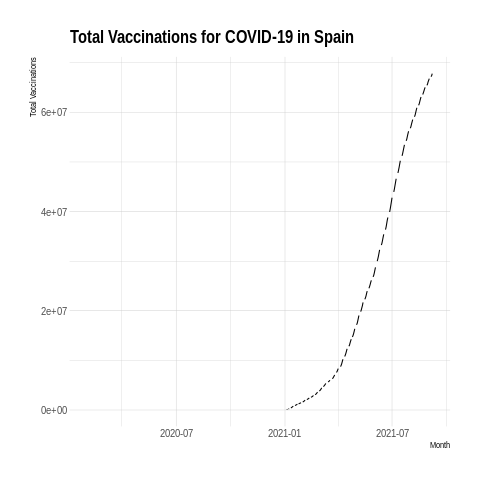 Total Vaccinations for COVID-19 in Spain
Total Vaccinations
6e+07
4e+07
2e+07
0e+00
2020-07
2021-01
2021-07
Month